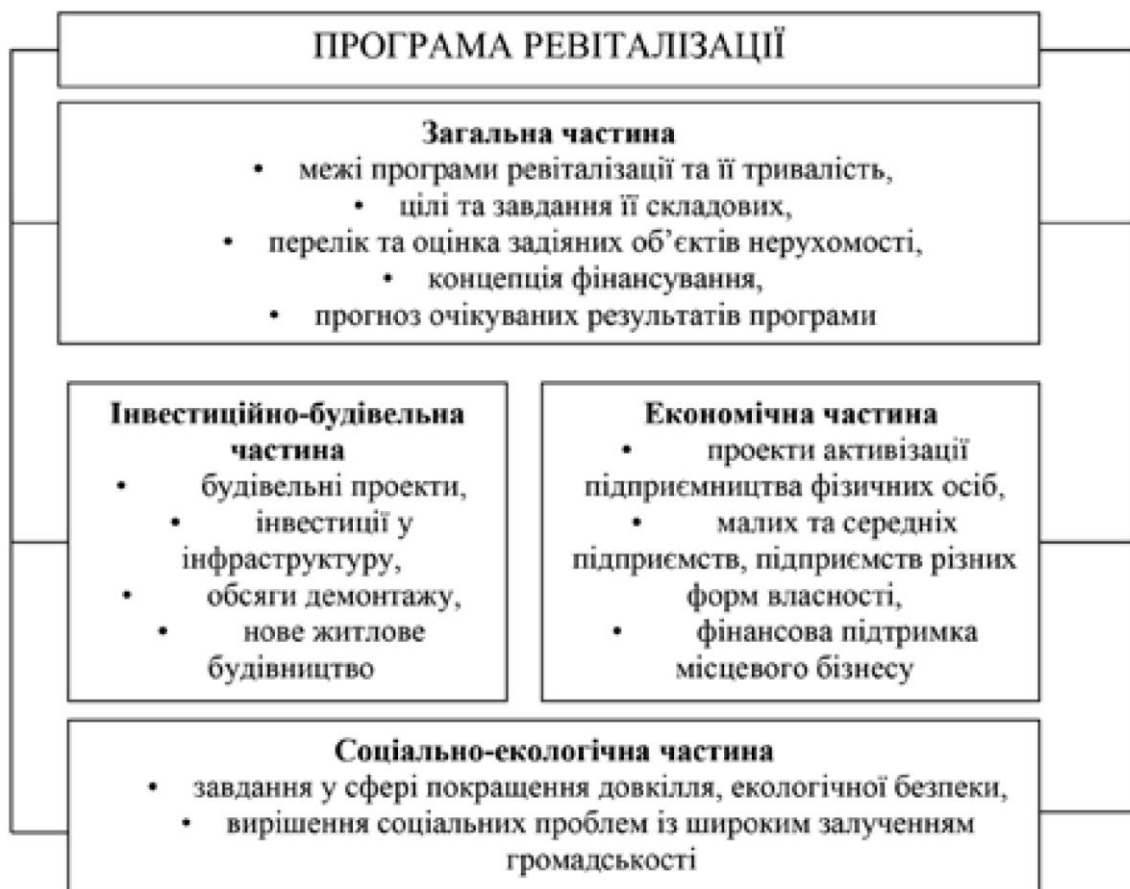 ПРОГРАМА РЕВІТАЛІЗАЦІЇ
Загальна частина
• межі програми ревіталізації та її тривалість,
• цілі та завдання її складових,
• перелік та оцінка задіяних об’єктів нерухомості,
• концепція фінансування,
• прогноз очікуваних результатів програми
Інвестиційно-будівельна
частина
• будівельні проекти,
• інвестиції у
інфраструктуру,
• обсяги демонтажу,
• нове житлове
будівництво
Економічна частина
• проекти активізації
підприємництва фізичних осіб,
• малих та середніх
підприємств, підприємств різних
форм власності,
• фінансова підтримка
місцевого бізнесу
Соціально-екологічна частина
• завдання у сфері покращення довкілля, екологічної безпеки,
• вирішення соціальних проблем із широким залученням
громадськості